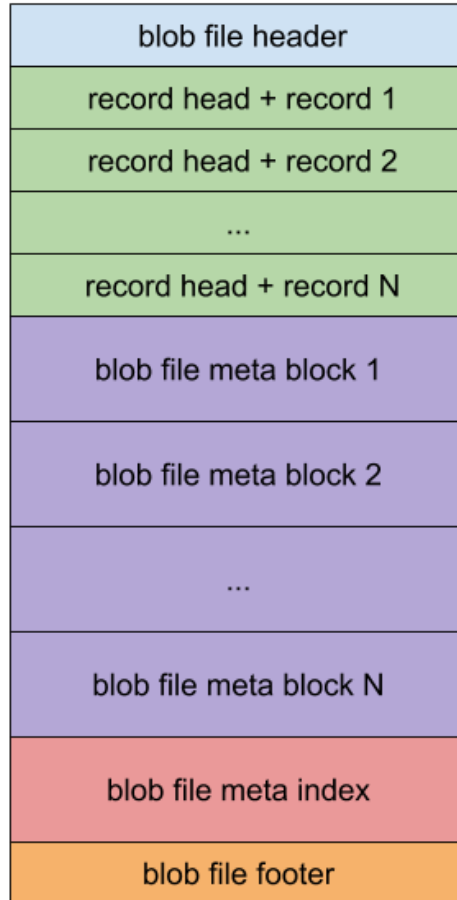 blob file header
record head + record 1
record head + record 2
...
record head + record N
blob file meta block 1
blob file meta block 2
...
blob file meta block N
blob file meta index
blob file footer